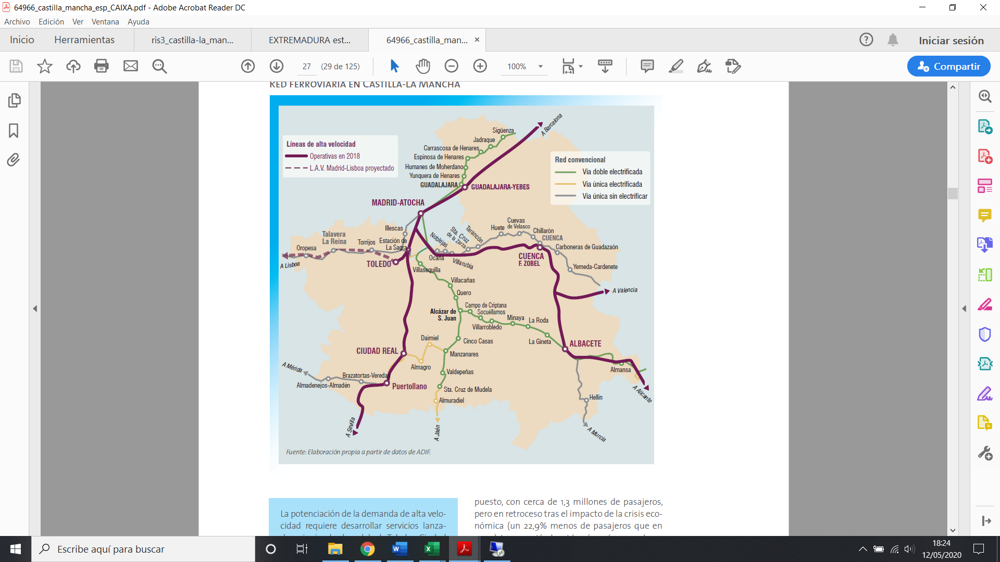 64966_castilla_mancha_esp_CAIXA.pdf - Adobe Acrobat Reader DC
Archivo Edición Ver Ventana Ayuda
Inicio Herramientas ris3_castilla-la_man... EXTREMADURA est... 64966_castilla_man... Iniciar sesión
27 (29 de 125) 100% Compartir
RED FERROVIARIA EN CASTILLA-LA MANCHA
Líneas de alta velocidad
Operativas en 2018
L.A.V. Madrid-Lisboa proyectado
Red convencional
Vía doble electrificada
Vía única electrificada
Vía única sin electrificar
A Barcelona
Sigüenza
Jadraque
Carrascosa de Henares
Espinosa de Henares
Humanes de Moherdano
Yunquera de Henares
GUADALAJARA
GUADALAJARA-YEBES
MADRID-ATOCHA
Illescas
Talavera
La Reina
Torrijos
Estación de
La Sagra
Oropesa
A Lisboa
TOLEDO
Noblejas
Sta. Cruz
de la Zarza
Tarancón
Huete
Cuevas
de Velasco
Chillarón
CUENCA
Carboneras de Guadazaón
Ocaña
Villarubia
CUENCA
F. ZOBEL
Yemeda-Cardenete
Villasequilla
Villacañas
A Valencia
Quero
Campo de Criptana
Alcázar de
S. Juan
Socuéllamos
Minaya
La Roda
Villarrobledo
Daimiel
Cinco Casas
La Gineta
ALBACETE
CIUDAD REAL
Manzanares
Almagro
A Mérida
Brazatortas-Veredas
Valdepeñas
Almansa
Almadenejos-Almadén
Puertollano
Sta. Cruz de Mudela
A Alicante
Almuradiel
Hellín
A Sevilla
A Jaén
A Murcia
Fuente: Elaboración propia a partir de datos de ADIF.
La potenciación de la demanda de alta velo-
cidad requiere desarrollar servicios lanza-
puesto, con cerca de 1,3 millones de pasajeros,
pero en retroceso tras el impacto de la crisis eco-
nómica (un 22,9% menos de pasajeros que en
Escribe aquí para buscar
18:24
12/05/2020